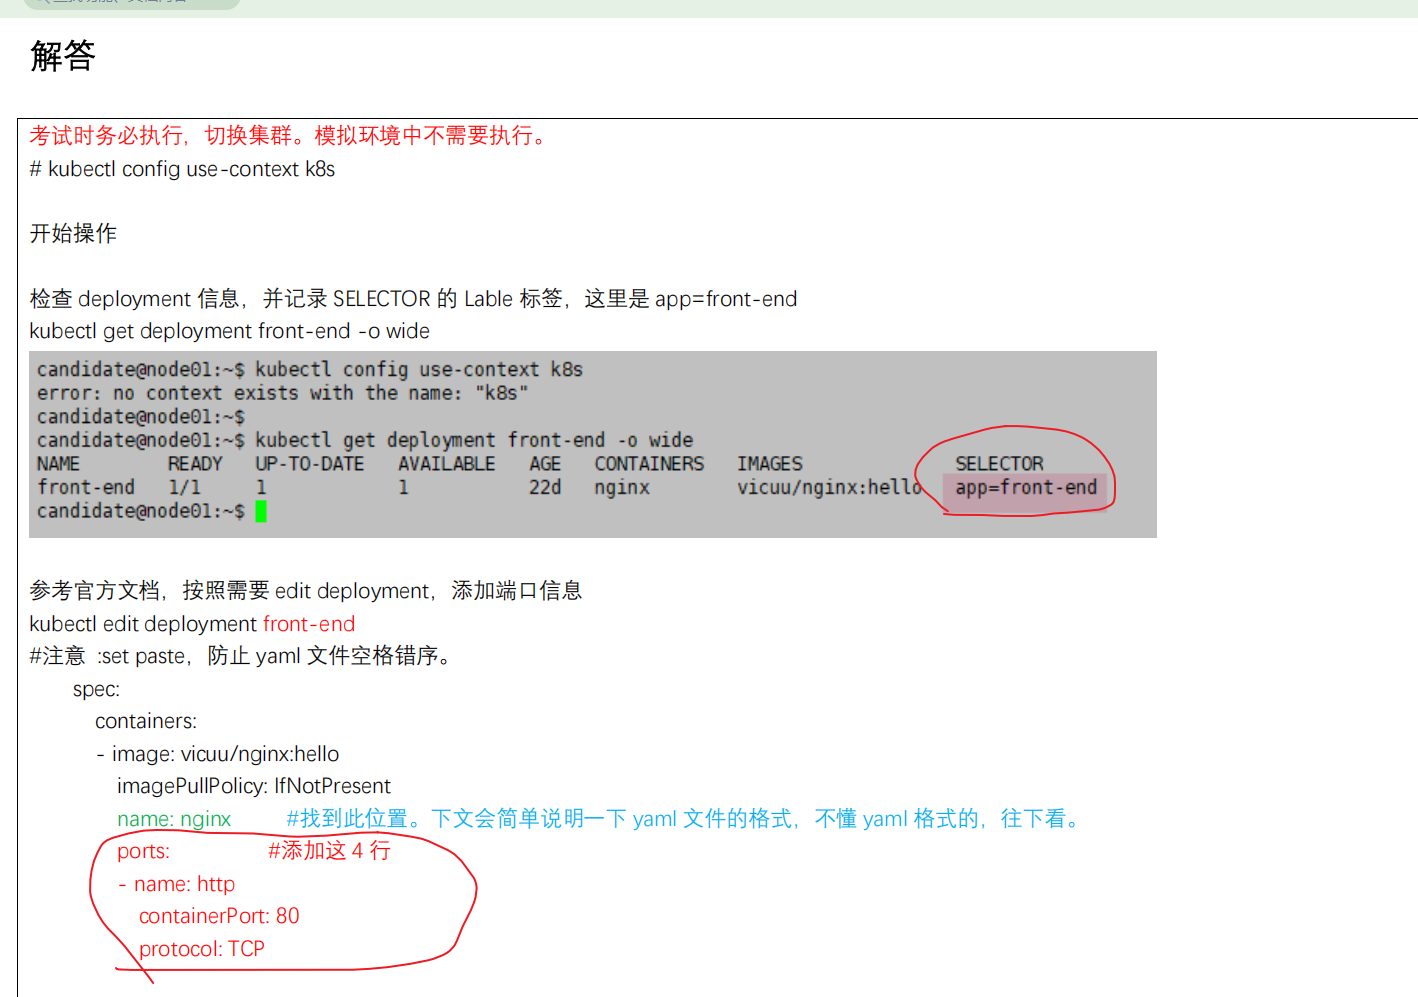 解答
考试时务必执行，切换集群。模拟环境中不需要执行。
# kubectl config use-context k8s
开始操作
检查 deployment 信息，并记录 SELECTOR 的 Lable 标签，这里是 app=front-end
kubectl get deployment front-end -o wide
candidate@node01:~$ kubectl config use-context k8s
error: no context exists with the name: "k8s"
candidate@node01:~$
candidate@node01:~$ kubectl get deployment front-end -o wide
NAME READY UP-TO-DATE AVAILABLE AGE CONTAINERS IMAGES SELECTOR
front-end 1/1 1 1 22d nginx vicuu/nginx:hello app=front-end
candidate@node01:~$
参考官方文档，按照需要 edit deployment，添加端口信息
kubectl edit deployment front-end
#注意 :set paste，防止 yaml 文件空格错序。
spec:
containers:
- image: vicuu/nginx:hello
imagePullPolicy: IfNotPresent
name: nginx #找到此位置。下文会简单说明一下 yaml 文件的格式，不懂 yaml 格式的，往下看。
ports: #添加这 4 行
- name: http
containerPort: 80
protocol: TCP